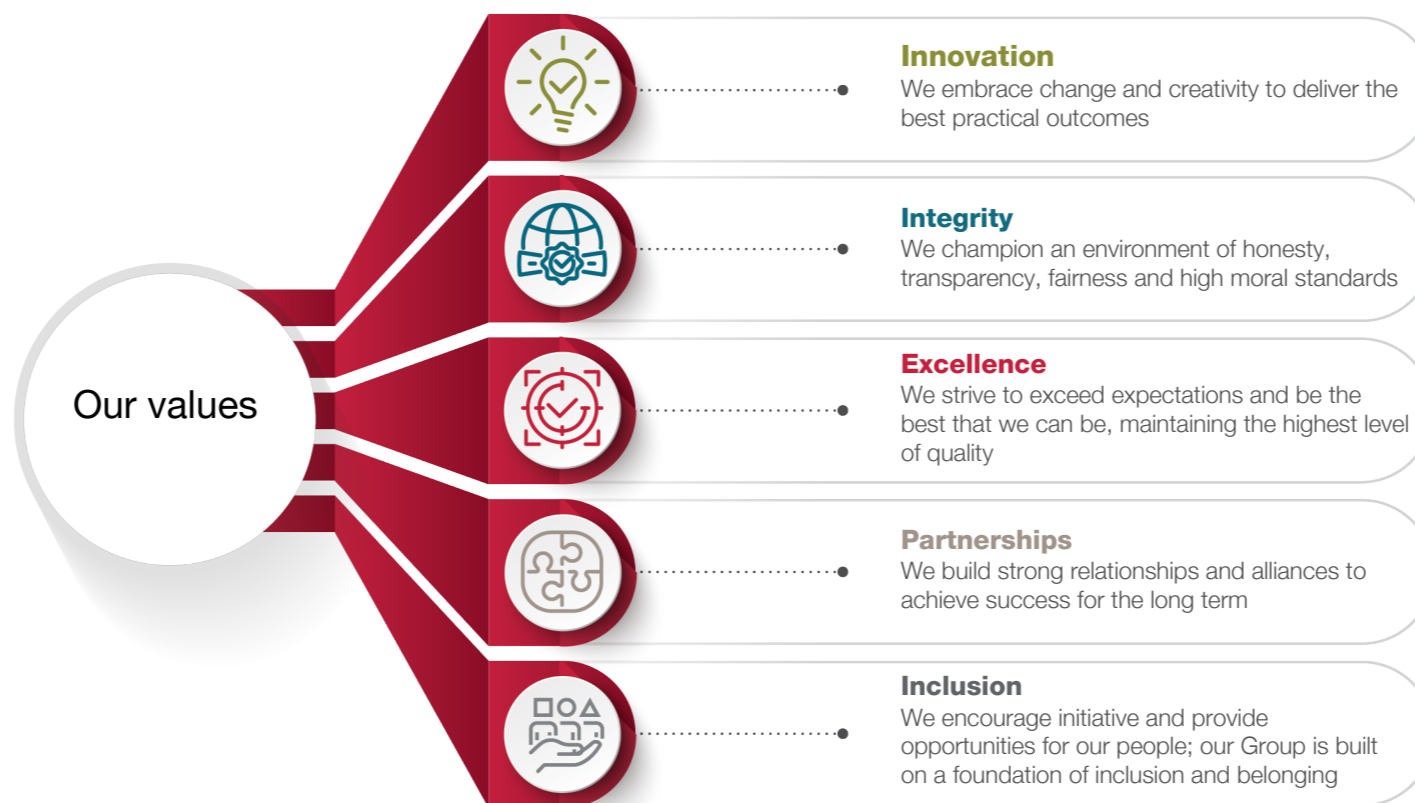 Our values
Innovation
We embrace change and creativity to deliver the
best practical outcomes
Integrity
We champion an environment of honesty,
transparency, fairness and high moral standards
Excellence
We strive to exceed expectations and be the
best that we can be, maintaining the highest level
of quality
Partnerships
We build strong relationships and alliances to
achieve success for the long term
Inclusion
We encourage initiative and provide
opportunities for our people; our Group is built
on a foundation of inclusion and belonging